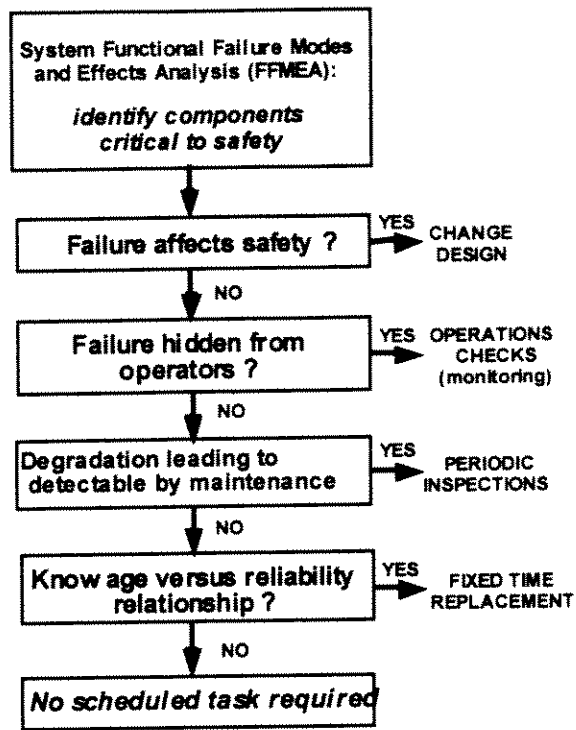 System Functional Failure Modes
and Effects Analysis (FFMEA):
identify components
critical to safety
Failure affects safety ?
YES
CHANGE
DESIGN
NO
Failure hidden from
operators ?
YES
OPERATIONS
CHECKS
(monitoring)
NO
Degradation leading to
detectable by maintenance
YES
PERIODIC
INSPECTIONS
NO
Know age versus reliability
relationship ?
YES
FIXED TIME
REPLACEMENT
NO
No scheduled task required